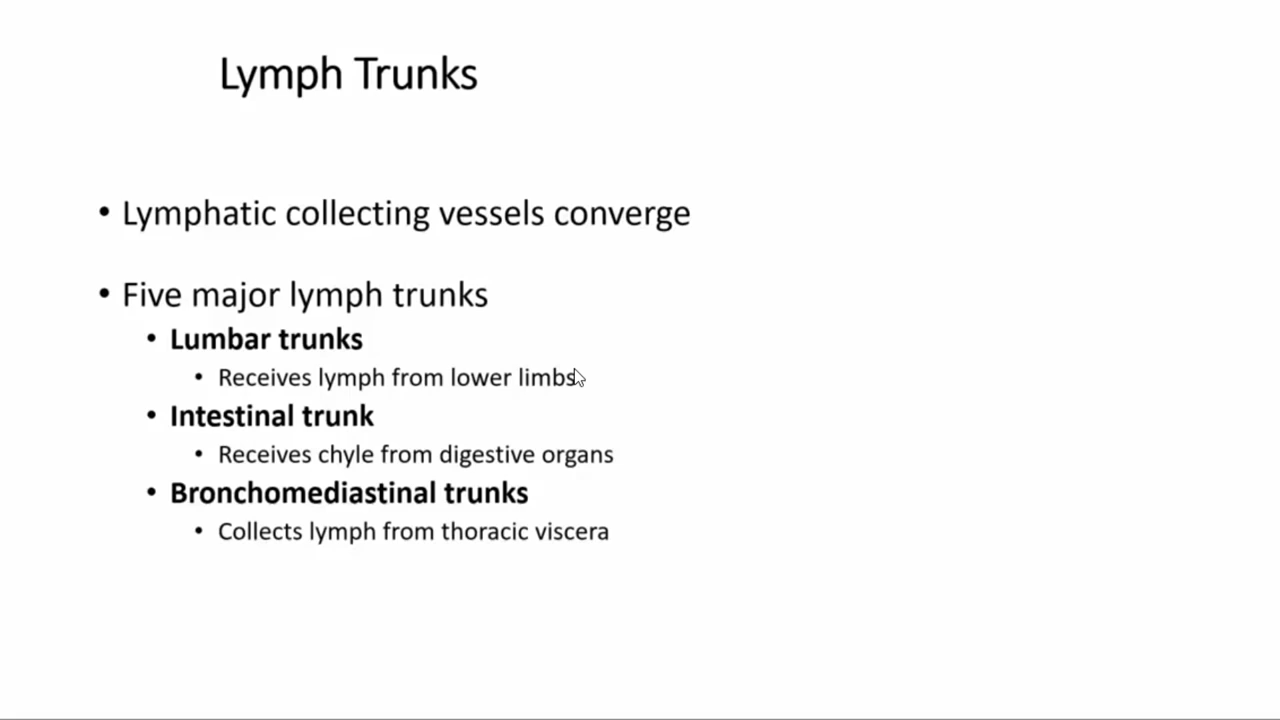 Lymph Trunks
• Lymphatic collecting vessels converge
• Five major lymph trunks
• Lumbar trunks
• Receives lymph from lower limbs
• Intestinal trunk
• Receives chyle from digestive organs
• Bronchomediastinal trunks
• Collects lymph from thoracic viscera